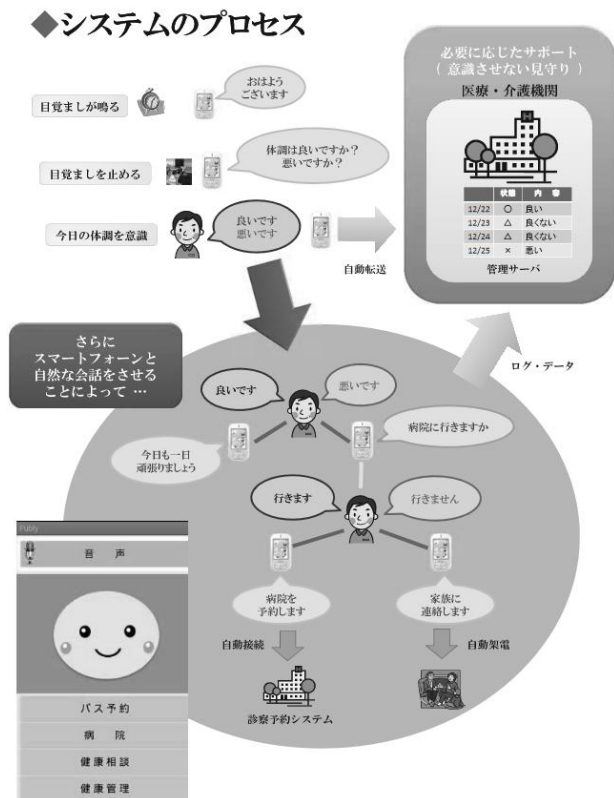 ◆システムのプロセス
目覚ましが鳴る
おはよう
ございます
目覚ましを止める
体調は良いですか？
悪いですか？
今日の体調を意識
良いです
悪いです
自動転送
必要に応じたサポート
（ 意識させない見守り ）
医療・介護機関
H
状態 内 容
12/22 ○ 良い
12/23 △ 良くない
12/24 △ 良くない
12/25 × 悪い
管理サーバ
さらに
スマートフォーンと
自然な会話をさせる
ことによって …
ログ・データ
良いです
悪いです
今日も一日
頑張りましょう
病院に行きますか
行きます
行きません
病院を
予約します
家族に
連絡します
自動接続
自動架電
H
診察予約システム
音 声
バス予約
病 院
健康相談
健康管理